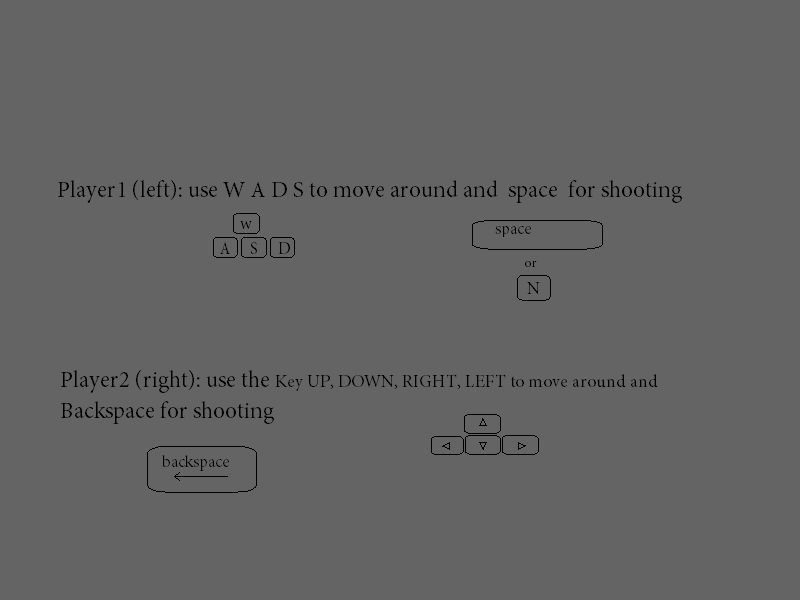 Player1 (left): use W A D S to move around and space for shooting
w
A S D
space
or
N
Player2 (right): use the Key UP, DOWN, RIGHT, LEFT to move around and
Backspace for shooting
backspace